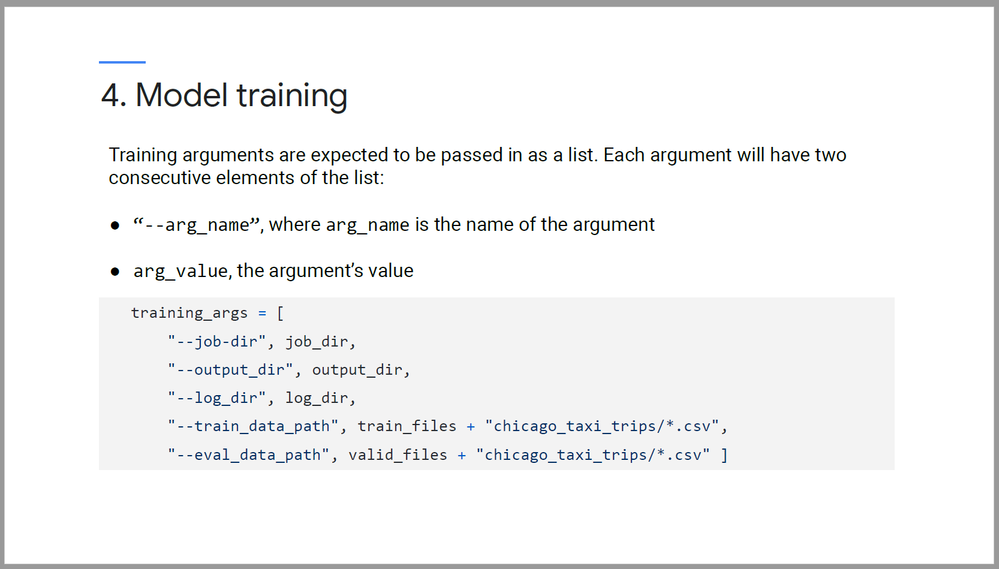 4. Model training
Training arguments are expected to be passed in as a list. Each argument will have two
consecutive elements of the list:
● “--arg_name”, where arg_name is the name of the argument
● arg_value, the argument’s value
training_args = [
"--job-dir", job_dir,
"--output_dir", output_dir,
"--log_dir", log_dir,
"--train_data_path", train_files + "chicago_taxi_trips/*.csv",
"--eval_data_path", valid_files + "chicago_taxi_trips/*.csv" ]